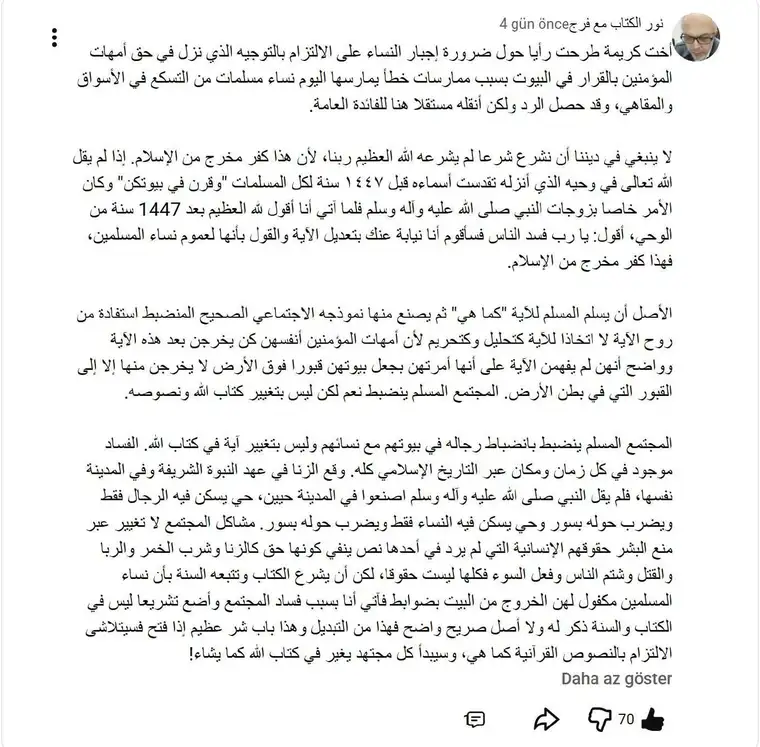 نور الكتاب مع فرج 4 gün önce
أخت كريمة طرحت رأيا حول ضرورة إجبار النساء على الالتزام بالتوجيه الذي نزل في حق أمهات
المؤمنين بالقرار في البيوت بسبب ممارسات خطأ يمارسها اليوم نساء مسلمات من التسكع في الأسواق
والمقاهي، وقد حصل الرد ولكن أنقله مستقلا هنا للفائدة العامة.
لا ينبغي في ديننا أن نشرع شرعا لم يشرعه الله العظيم ربنا، لأن هذا كفر مخرج من الإسلام. إذا لم يقل
الله تعالى في وحيه الذي أنزله تقدست أسماءه قبل ١٤٤٧ سنة لكل المسلمات "وقرن في بيوتكن" وكان
الأمر خاصا بزوجات النبي صلى الله عليه وآله وسلم فلما آتي أنا أقول لله العظيم بعد 1447 سنة من
الوحي، أقول: يا رب فسد الناس فسأقوم أنا نيابة عنك بتعديل الآية والقول بأنها لعموم نساء المسلمين،
فهذا كفر مخرج من الإسلام.
الأصل أن يسلم المسلم للآية "كما هي" ثم يصنع منها نموذجه الاجتماعي الصحيح المنضبط استفادة من
روح الآية لا اتخاذا للآية كتحليل وكتحريم لأن أمهات المؤمنين أنفسهن كن يخرجن بعد هذه الآية
وواضح أنهن لم يفهمن الآية على أنها أمرتهن بجعل بيوتهن قبورا فوق الأرض لا يخرجن منها إلا إلى
القبور التي في بطن الأرض. المجتمع المسلم ينضبط نعم لكن ليس بتغيير كتاب الله ونصوصه.
المجتمع المسلم ينضبط بانضباط رجاله في بيوتهم مع نسائهم وليس بتغيير آية في كتاب الله. الفساد
موجود في كل زمان ومكان عبر التاريخ الإسلامي كله. وقع الزنا في عهد النبوة الشريفة وفي المدينة
نفسها، فلم يقل النبي صلى الله عليه وآله وسلم اصنعوا في المدينة حيين، حي يسكن فيه الرجال فقط
ويضرب حوله بسور وحي يسكن فيه النساء فقط ويضرب حوله بسور. مشاكل المجتمع لا تغيير عبر
منع البشر حقوقهم الإنسانية التي لم يرد في أحدها نص ينفي كونها حق كالزنا وشرب الخمر والربا
والقتل وشتم الناس وفعل السوء فكلها ليست حقوقا، لكن أن يشرع الكتاب وتتبعه السنة بأن نساء
المسلمين مكفول لهن الخروج من البيت بضوابط فآتي أنا بسبب فساد المجتمع وأضع تشريعا ليس في
الكتاب والسنة ذكر له ولا أصل صريح واضح فهذا من التبديل وهذا باب شر عظيم إذا فتح فسيتلاشى
الالتزام بالنصوص القرآنية كما هي، وسيبدأ كل مجتهد يغير في كتاب الله كما يشاء!
Daha az göster
70